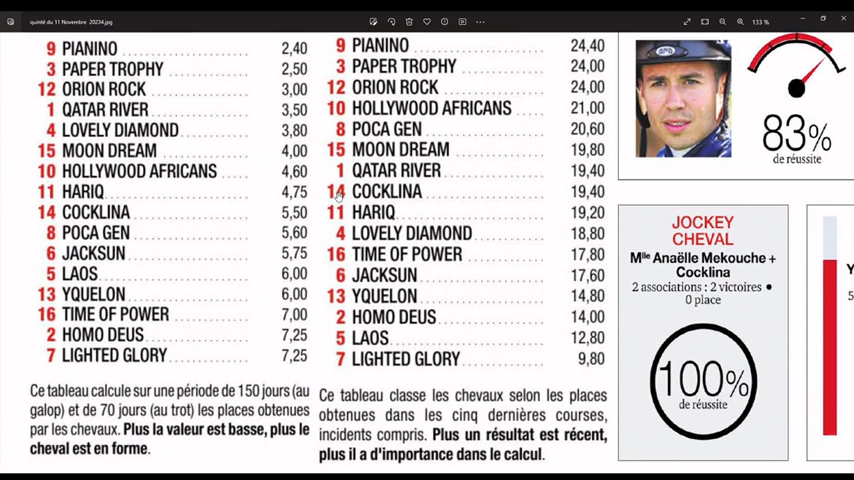 quinté du 11 Novembre 20234.jpg
133 %
9 PIANINO 2,40
3 PAPER TROPHY 2,50
12 ORION ROCK 3,00
1 QATAR RIVER 3,50
4 LOVELY DIAMOND 3,80
15 MOON DREAM 4,00
10 HOLLYWOOD AFRICANS 4,60
11 HARIQ 4,75
14 COCKLINA 5,50
8 POCA GEN 5,60
6 JACKSUN 5,75
5 LAOS 6,00
13 YQUELON 6,00
16 TIME OF POWER 7,00
2 HOMO DEUS 7,25
7 LIGHTED GLORY 7,25
Ce tableau calcule sur une période de 150 jours (au
galop) et de 70 jours (au trot) les places obtenues
par les chevaux. Plus la valeur est basse, plus le
cheval est en forme.
9 PIANINO 24,40
3 PAPER TROPHY 24,00
12 ORION ROCK 24,00
10 HOLLYWOOD AFRICANS 21,00
8 POCA GEN 20,60
15 MOON DREAM 19,80
1 QATAR RIVER 19,40
14 COCKLINA 19,40
11 HARIQ 19,20
4 LOVELY DIAMOND 18,80
16 TIME OF POWER 17,80
6 JACKSUN 17,60
13 YQUELON 14,80
2 HOMO DEUS 14,00
5 LAOS 12,80
7 LIGHTED GLORY 9,80
Ce tableau classe les chevaux selon les places
obtenues dans les cinq dernières courses,
incidents compris. Plus un résultat est récent,
plus il a d'importance dans le calcul.
83%
de réussite
JOCKEY
CHEVAL
Mlle Anaëlle Mekouche +
Cocklina
2 associations : 2 victoires •
0 place
100%
de réussite
Y
5